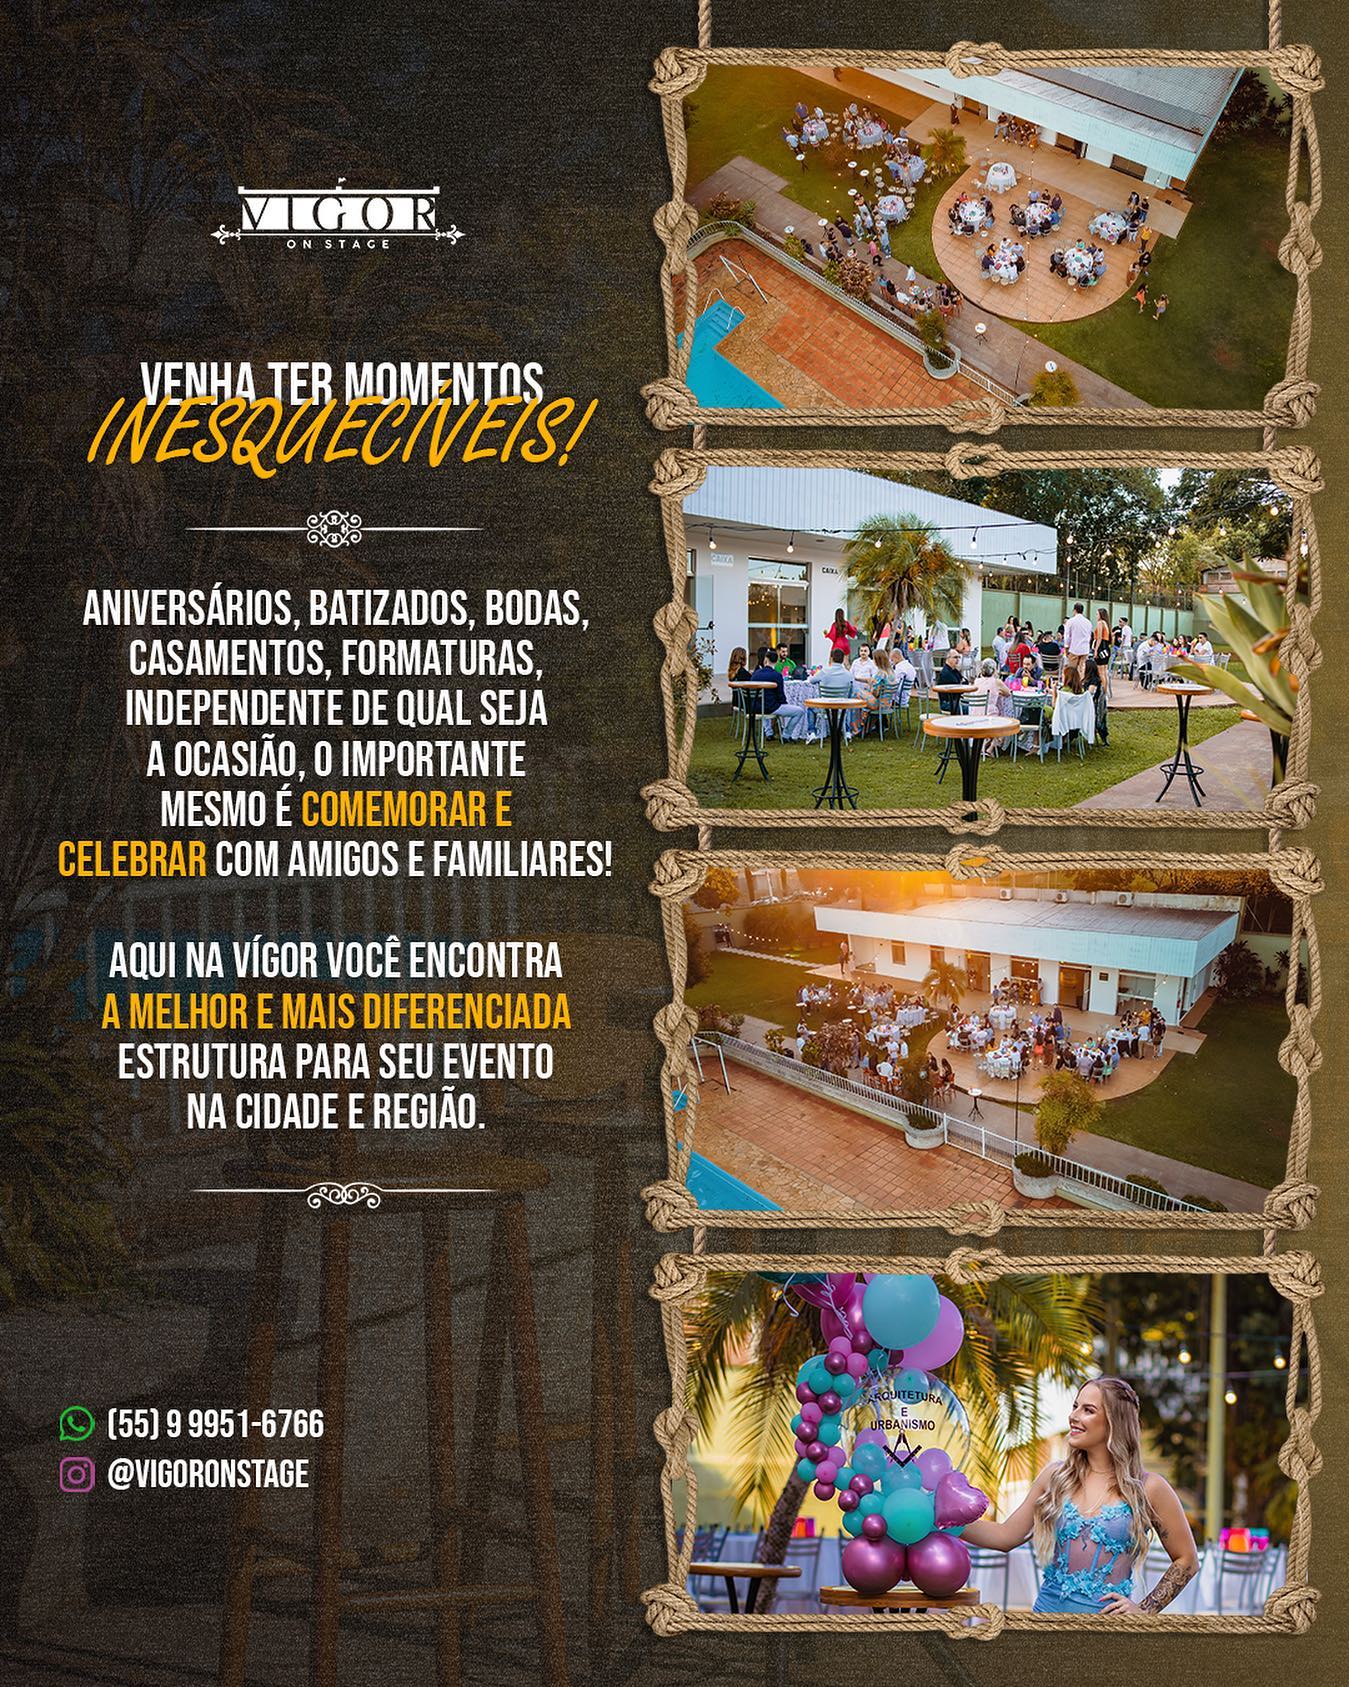 VIGOR
ON STAGE
VENHA TER MOMENTOS
INESQUECÍVEIS!
ANIVERSÁRIOS, BATIZADOS, BODAS,
CASAMENTOS, FORMATURAS,
INDEPENDENTE DE QUAL SEJA
A OCASIÃO, O IMPORTANTE
MESMO É COMEMORAR E
CELEBRAR COM AMIGOS E FAMILIARES!
AQUI NA VÍGOR VOCÊ ENCONTRA
A MELHOR E MAIS DIFERENCIADA
ESTRUTURA PARA SEU EVENTO
NA CIDADE E REGIÃO.
(55) 9 9951-6766
@VIGORONSTAGE
CAIXA
CAIXA
ARQUITETURA
E
URBANISMO